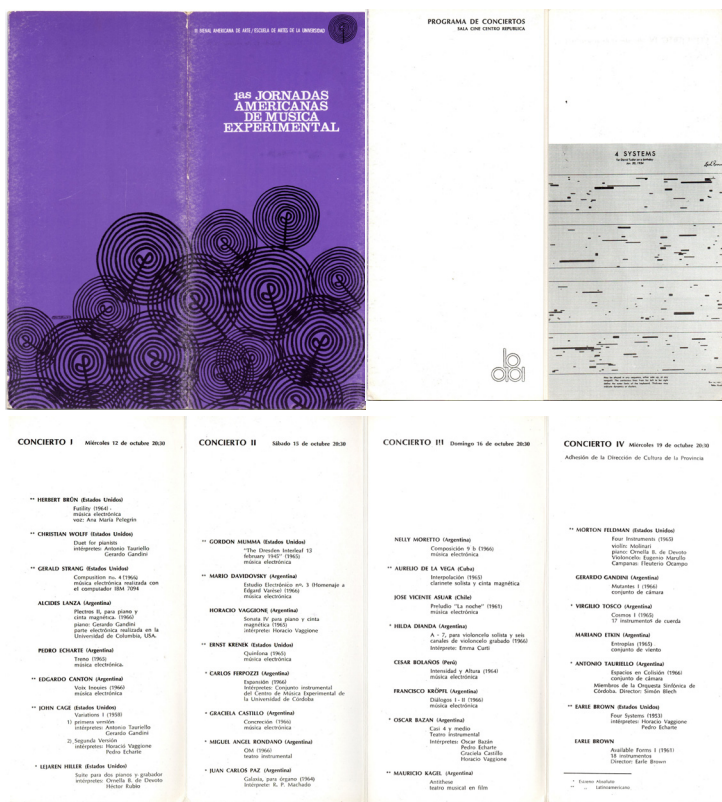 III BIENAL AMERICANA DE ARTE/ESCUELA DE ARTES DE LA UNIVERSIDAD
1as JORNADAS
AMERICANAS
DE MUSICA
EXPERIMENTAL
PROGRAMA DE CONCIERTOS
SALA CINE CENTRO REPUBLICA
4 SYSTEMS
CONCIERTO I Miércoles 12 de octubre 20:30
** HERBERT BRÜN (Estados Unidos)
Futility (1964) -
música electrónica
voz: Ana María Pelegrin
** CHRISTIAN WOLFF (Estados Unidos)
Duet for pianists
intérpretes: Antonio Tauriello
Gerardo Gandini
** GERALD STRANG (Estados Unidos)
Composition nv. 4 (1966)
música electrónica realizada con
el computador IBM 7094
ALCIDES LANZA (Argentina)
Plectros II, para piano y
cinta magnética. (1966)
piano: Gerardo Gandini
parte electrónica realizada en la
Universidad de Columbia, USA.
PEDRO ECHARTE (Argentina)
Treno (1965)
música electrónica.
** EDGARDO CANTON (Argentina)
Voix Inouies (1960)
música electrónica
** JOHN CAGE (Estados Unidos)
Variations I (1958)
1) primera versión
intérpretes: Antonio Tauriello
Gerardo Gandini
2) Segunda Versión
intérpretes: Horacio Vaggione
Pedro Echarte
* LEJAREN HILLER (Estados Unidos)
Suite para dos pianos y grabador
intérpretes: Ornella B. de Devoto
Héctor Rubio
CONCIERTO II Sábado 15 de octubre 20:30
** GORDON MUMMA (Estados Unidos)
"The Dresden Interleaf 13
february 1945" (1965)
música electrónica
** MARIO DAVIDOVSKY (Argentina)
Estudio Electrónico nº. 3 (Homenaje a
Edgard Varése) (1966)
música electrónica
HORACIO VAGGIONE (Argentina)
Sonata IV para piano y cinta
magnética (1965)
intérprete: Horacio Vaggione
** ERNST KRENEK (Estados Unidos)
Quintona (1965)
música electrónica
* CARLOS FERPOZZI (Argentina)
Expansión (1966)
Intérpretes: Conjunto instrumental
del Centro de Música Experimental de
la Universidad de Córdoba
* GRACIELA CASTILLO (Argentina)
Concreción (1966)
música electrónica
* MIGUEL ANGEL RONDANO (Argentina)
OM (1966)
teatro instrumental
* JUAN CARLOS PAZ (Argentina)
Galaxia, para órgano (1964)
Intérprete: R. P. Machado
CONCIERTO III Domingo 16 de octubre 20:30
NELLY MORETTO (Argentina)
Composición 9 b (1966)
música electrónica
** AURELIO DE LA VEGA (Cuba)
Interpolación (1965)
clarinete solista y cinta magnética
JOSE VICENTE ASUAR (Chile)
Preludio "La noche" (1961)
música electrónica
* HILDA DIANDA (Argentina)
A - 7, para violoncelo solista y seis
canales de violoncelo grabado (1966)
Intérprete: Emma Curti
CESAR BOLAÑOS (Perú)
Intensidad y Altura (1964)
música electrónica
FRANCISCO KRÖPFL (Argentina)
Diálogos I - II (1966)
música electrónica
* OSCAR BAZAN (Argentina)
Casi 4 y medio
Teatro Instrumental
Intérpretes: Oscar Bazán
Pedro Echarte
Graciela Castillo
Horacio Vaggione
** MAURICIO KAGEL (Argentina)
Antithese
teatro musical en film
CONCIERTO IV Miércoles 19 de octubre 20:30
Adhesión de la Dirección de Cultura de la Provincia
** MORTON FELDMAN (Estados Unidos)
Four Instruments (1965)
violín: Molinari
piano: Ornella B. de Devoto
Violoncelo: Eugenio Marullo
Campanas: Eleuterio Ocampo
GERARDO GANDINI (Argentina)
Mutantes I (1966)
conjunto de cámara
* VIRGILIO TOSCO (Argentina)
Cosmos I (1965)
17 instrumentos de cuerda
MARIANO ETKIN (Argentina)
Entropías (1965)
conjunto de viento
* ANTONIO TAURIELLO (Argentina)
Espacios en Colisión (1966)
conjunto de cámara
Miembros de la Orquesta Sinfónica de
Córdoba. Director: Simón Blech
** EARLE BROWN (Estados Unidos)
Four Systems (1953)
intérpretes: Horacio Vaggione
Pedro Echarte
EARLE BROWN
Available Forms I (1961)
18 instrumentos
Director: Earle Brown
* Estreno Absoluto
** " Latinoamericano